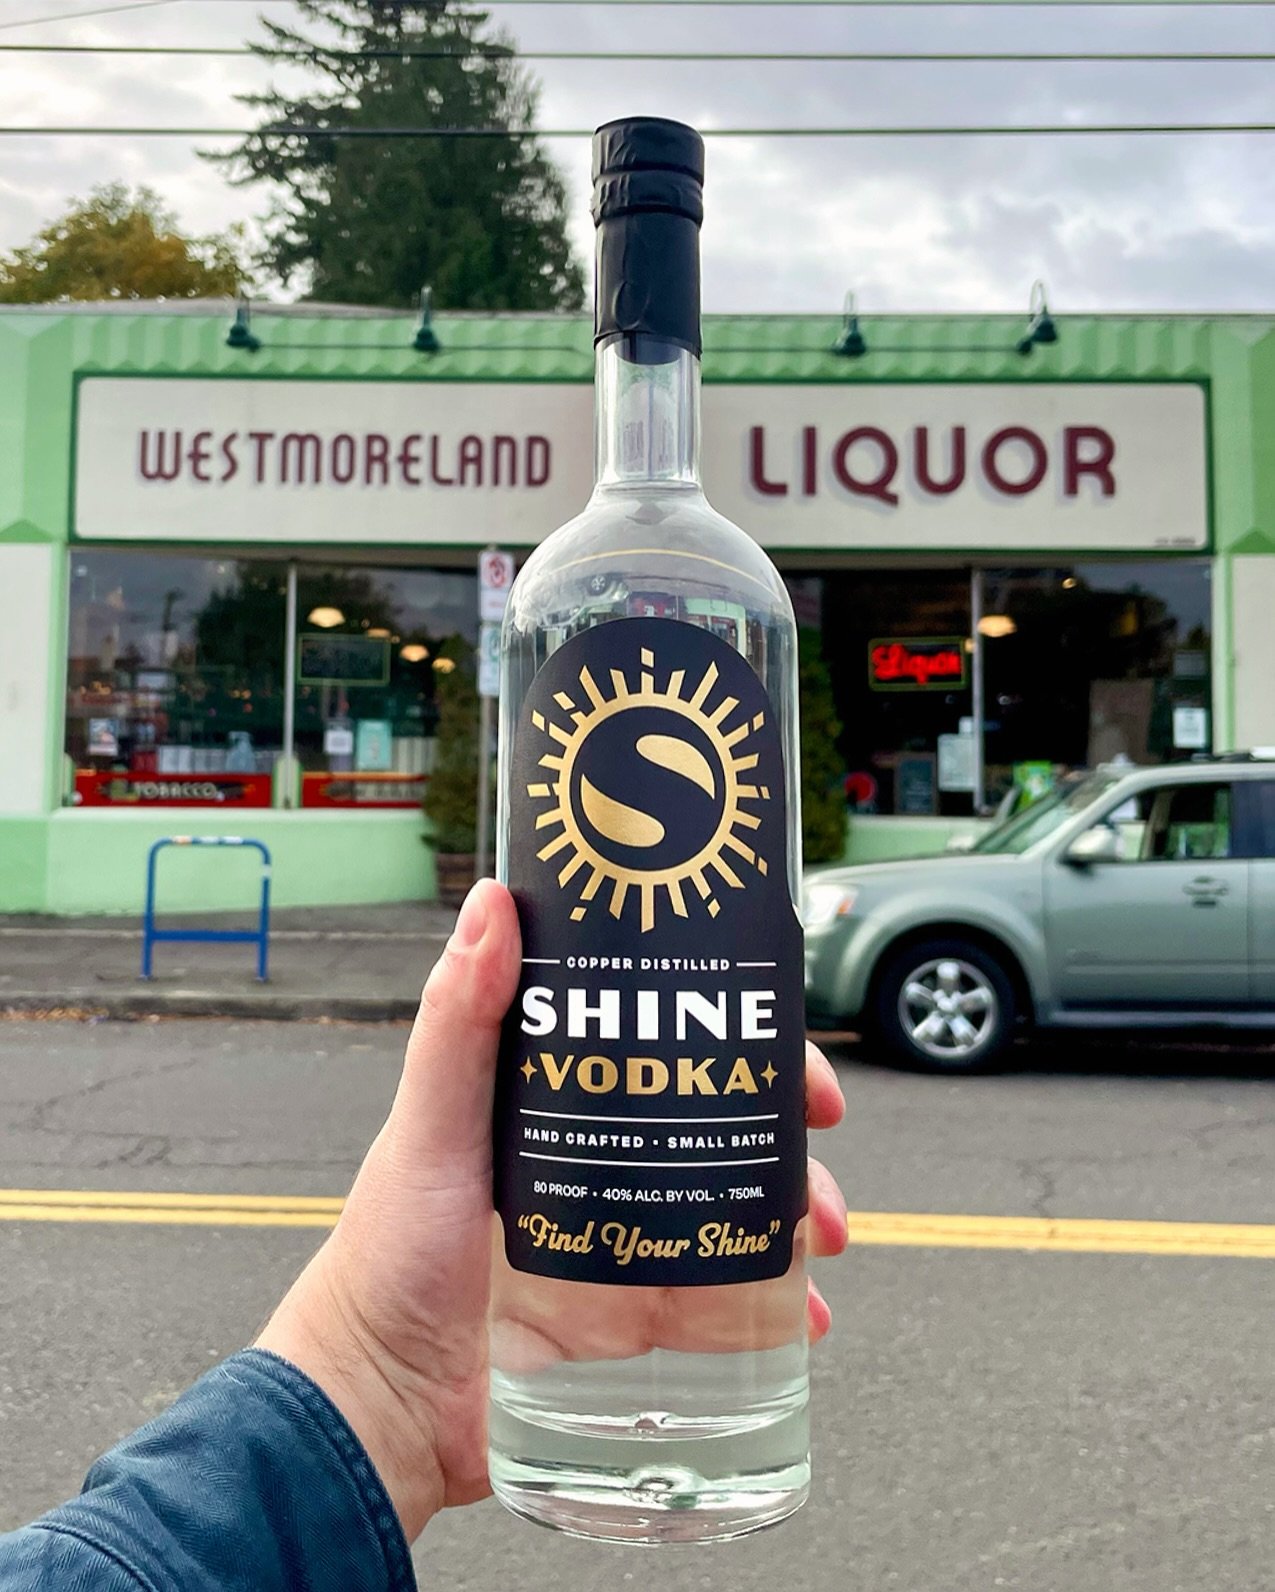 WESTMORELAND LIQUOR
Liquor
TOBACCO
COPPER DISTILLED
SHINE
VODKA
HAND CRAFTED • SMALL BATCH
80 PROOF • 40% ALC. BY VOL. • 750ML
“Find Your Shine”